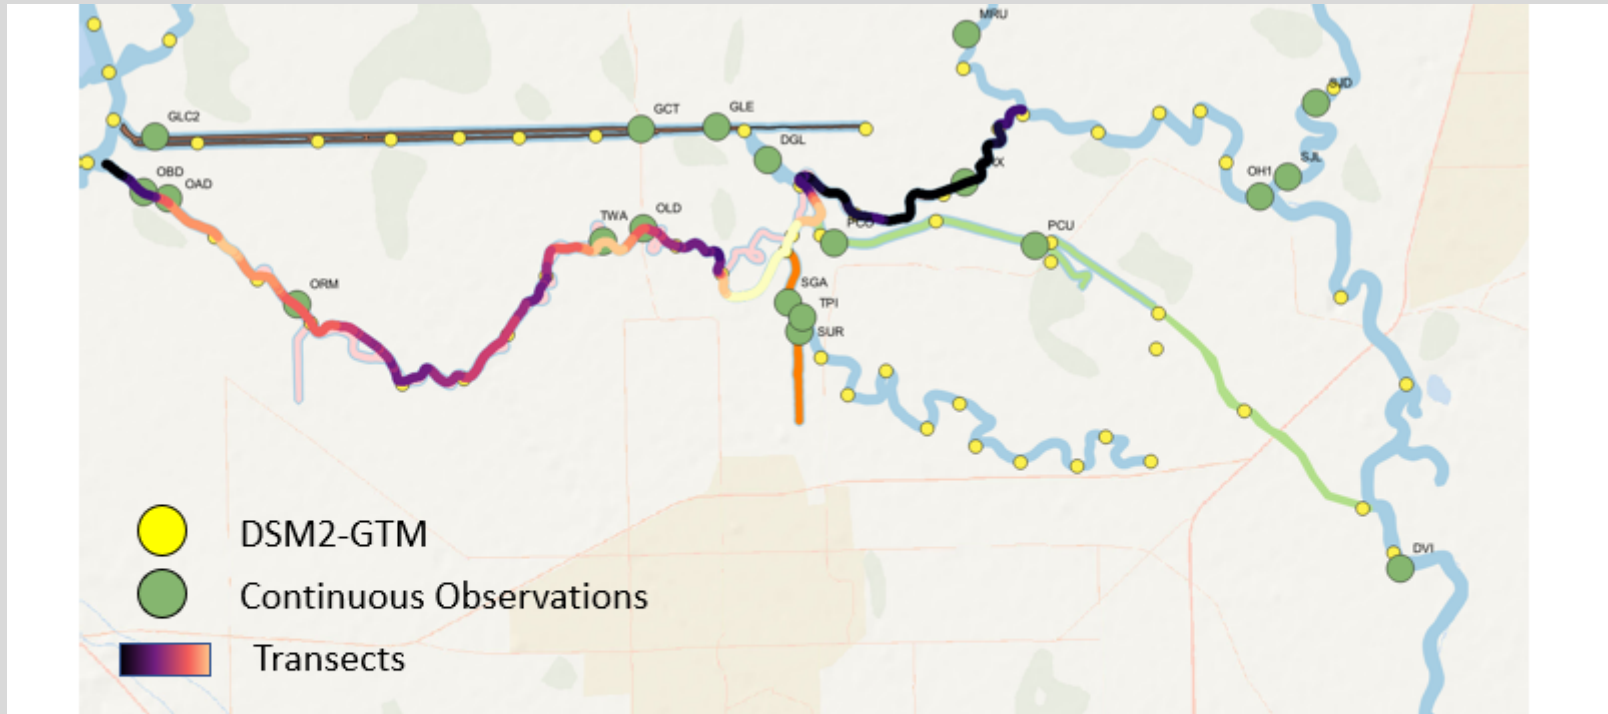 MRU
SJD
GLC2
GCT
GLE
DGL
OBD
OAD
SJL
OH1
TWA
OLD
PCO
PCU
ORM
SGA
TPI
SUR
DSM2-GTM
DVI
Continuous Observations
Transects